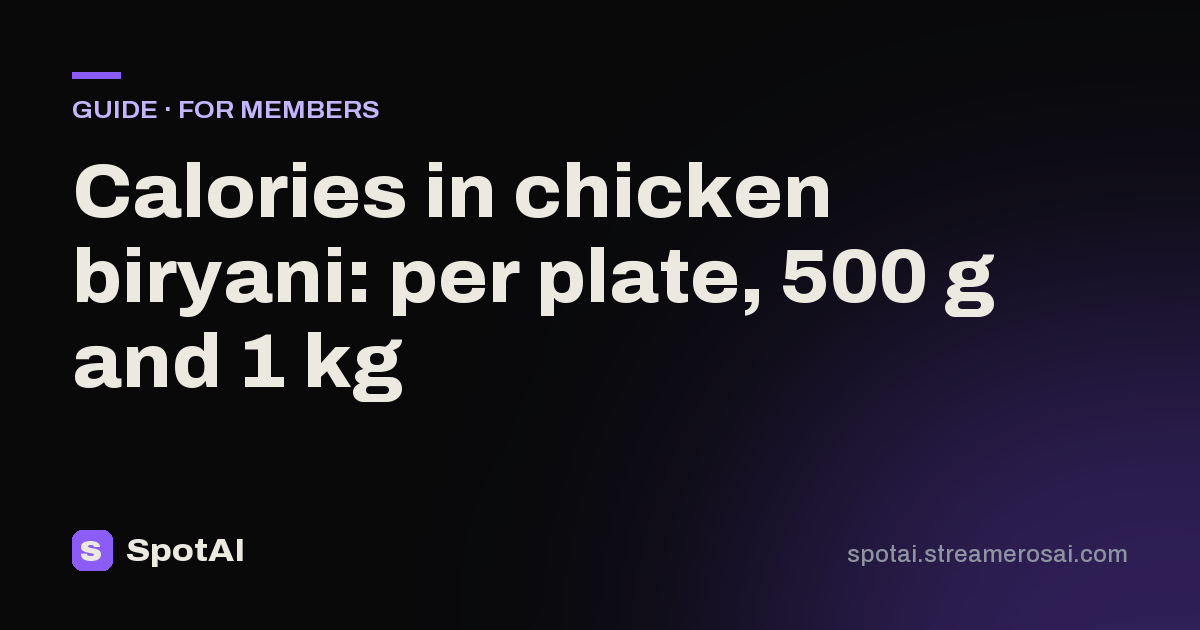 GUIDE · FOR MEMBERS
Calories in chicken
biryani: per plate, 500 g
and 1 kg
S SpotAI
spotai.streamerosai.com